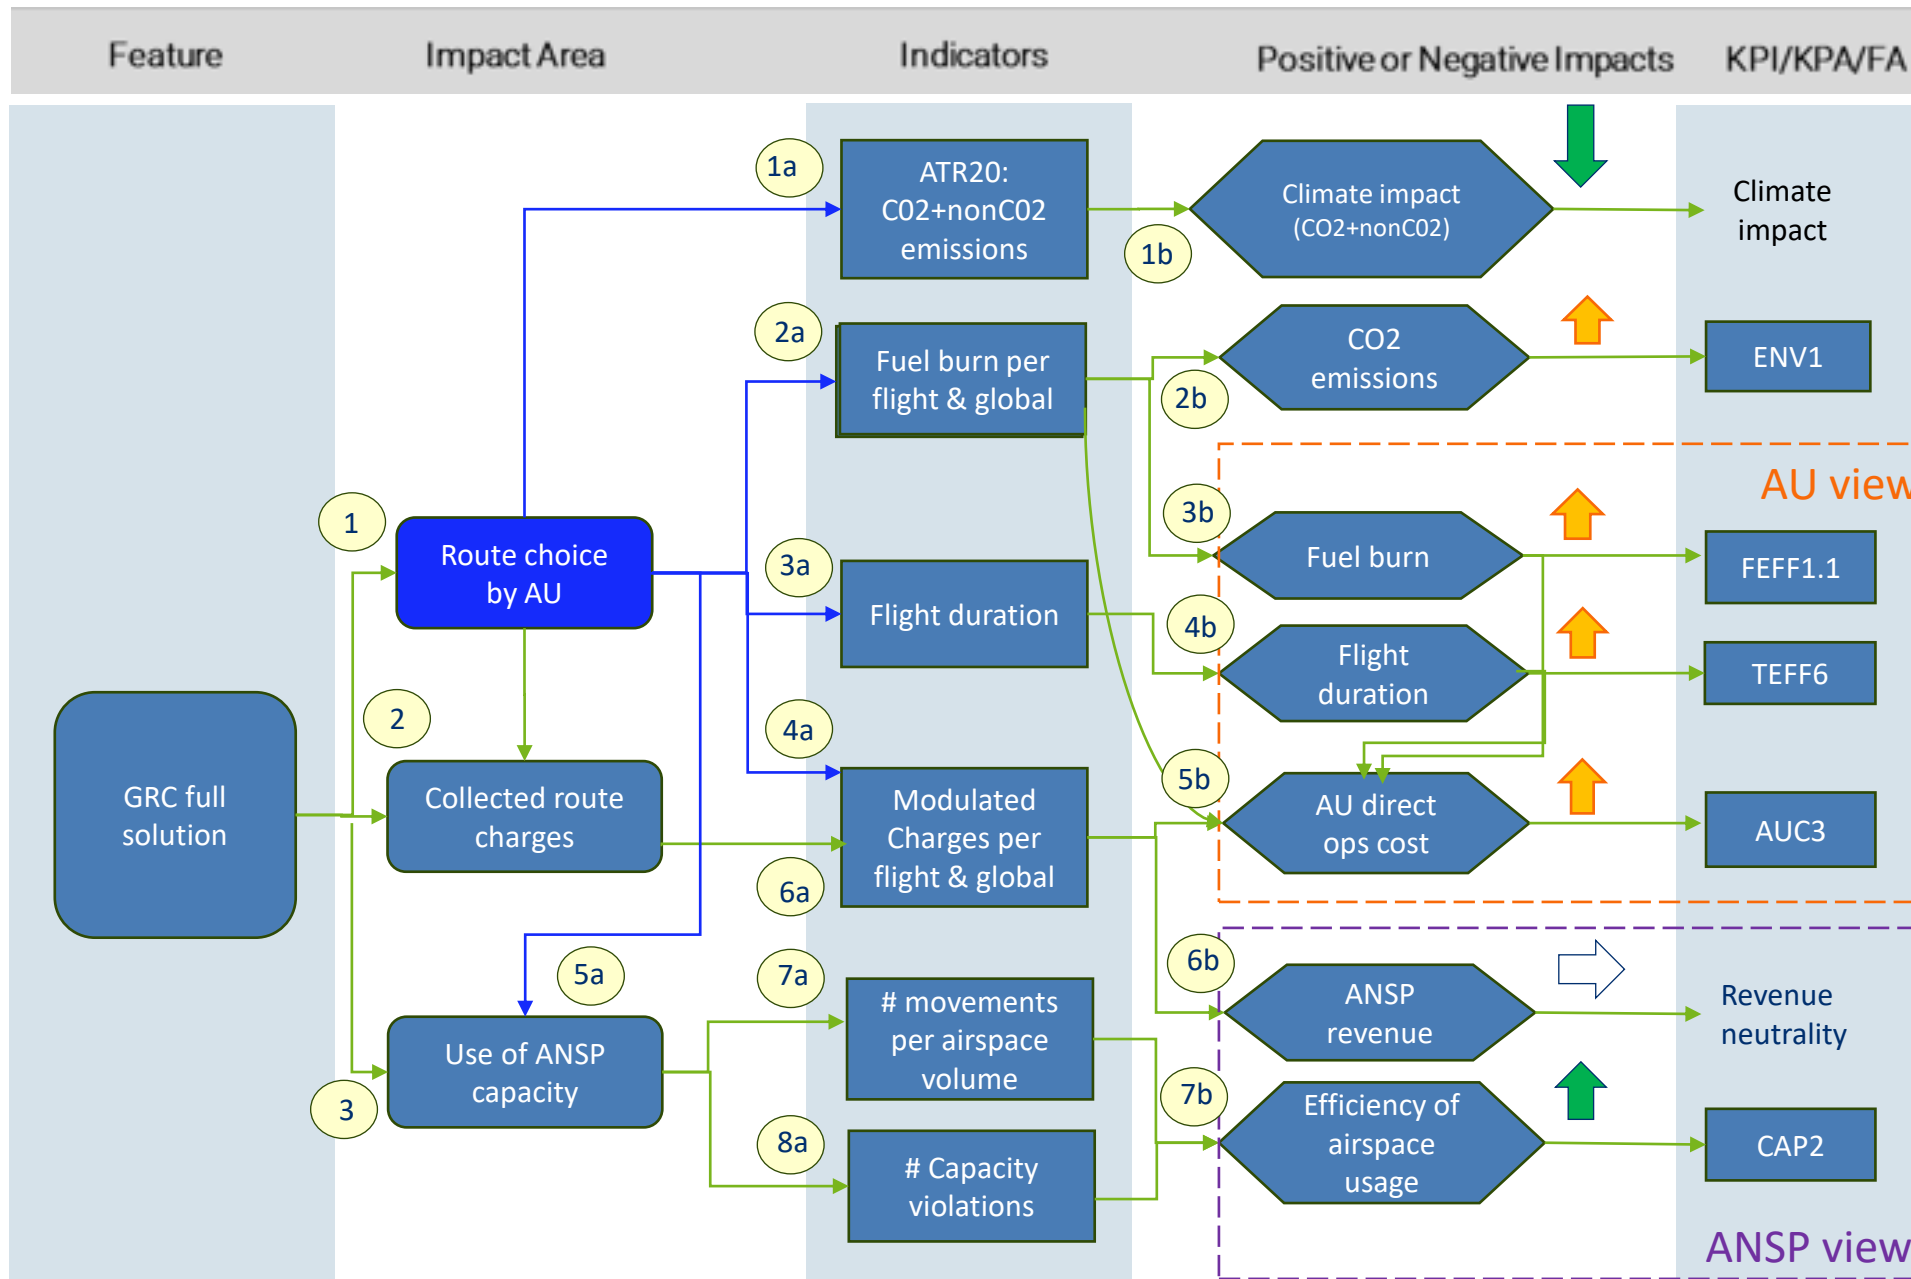 Feature
Impact Area
Indicators
Positive or Negative Impacts
KPI/KPA/FA
1a
ATR20:
C02+nonC02
emissions
1b
Climate impact
(CO2+nonC02)
Climate
impact
2a
Fuel burn per
flight & global
2b
CO2
emissions
ENV1
AU view
1
Route choice
by AU
3a
Flight duration
3b
Fuel burn
FEFF1.1
4b
Flight
duration
TEFF6
2
Collected route
charges
4a
Modulated
Charges per
flight & global
6a
5b
AU direct
ops cost
AUC3
GRC full
solution
5a
3
Use of ANSP
capacity
7a
# movements
per airspace
volume
8a
# Capacity
violations
6b
ANSP
revenue
Revenue
neutrality
7b
Efficiency of
airspace
usage
CAP2
ANSP view